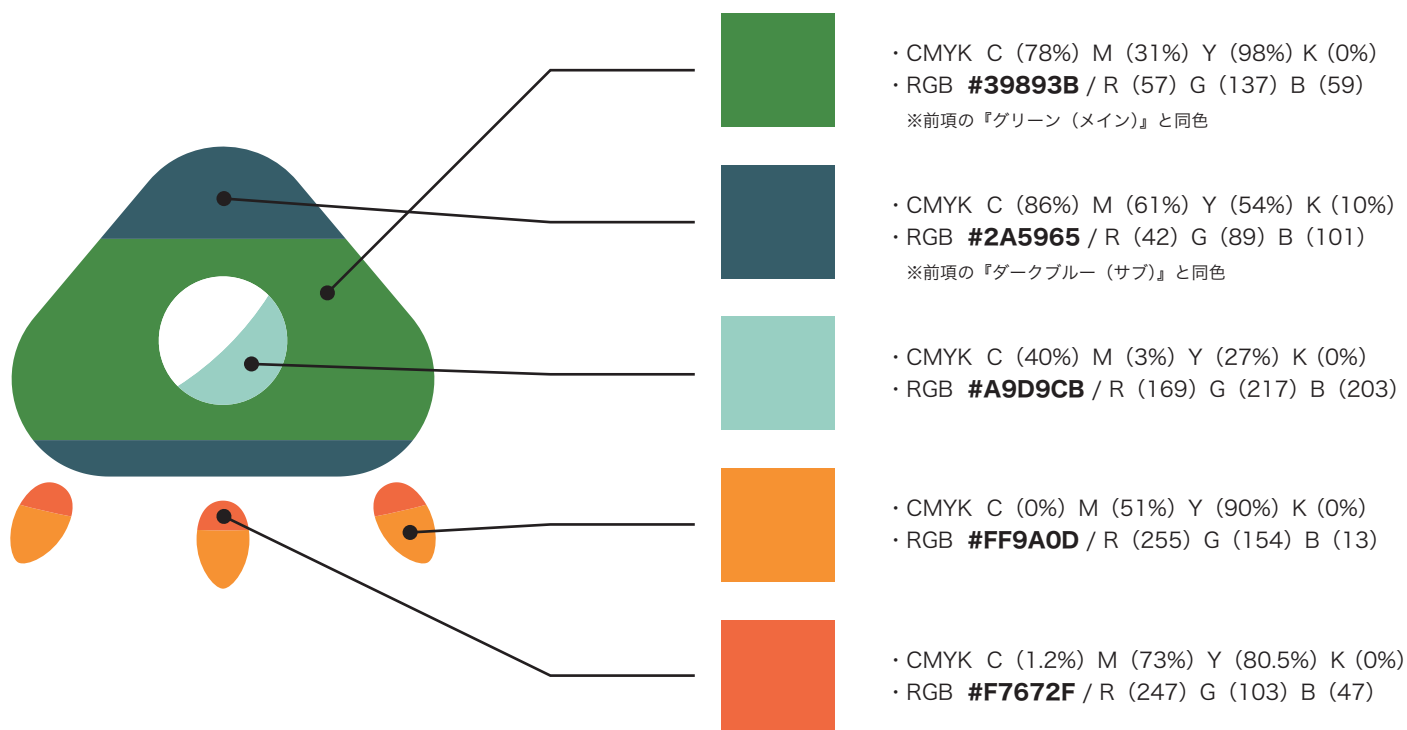 ・CMYK C（78%）M（31%）Y（98%）K（0%）
・RGB #39893B / R（57）G（137）B（59）
※前項の『グリーン（メイン）』と同色
・CMYK C（86%）M（61%）Y（54%）K（10%）
・RGB #2A5965 / R（42）G（89）B（101）
※前項の『ダークブルー（サブ）』と同色
・CMYK C（40%）M（3%）Y（27%）K（0%）
・RGB #A9D9CB / R（169）G（217）B（203）
・CMYK C（0%）M（51%）Y（90%）K（0%）
・RGB #FF9A0D / R（255）G（154）B（13）
・CMYK C（1.2%）M（73%）Y（80.5%）K（0%）
・RGB #F7672F / R（247）G（103）B（47）